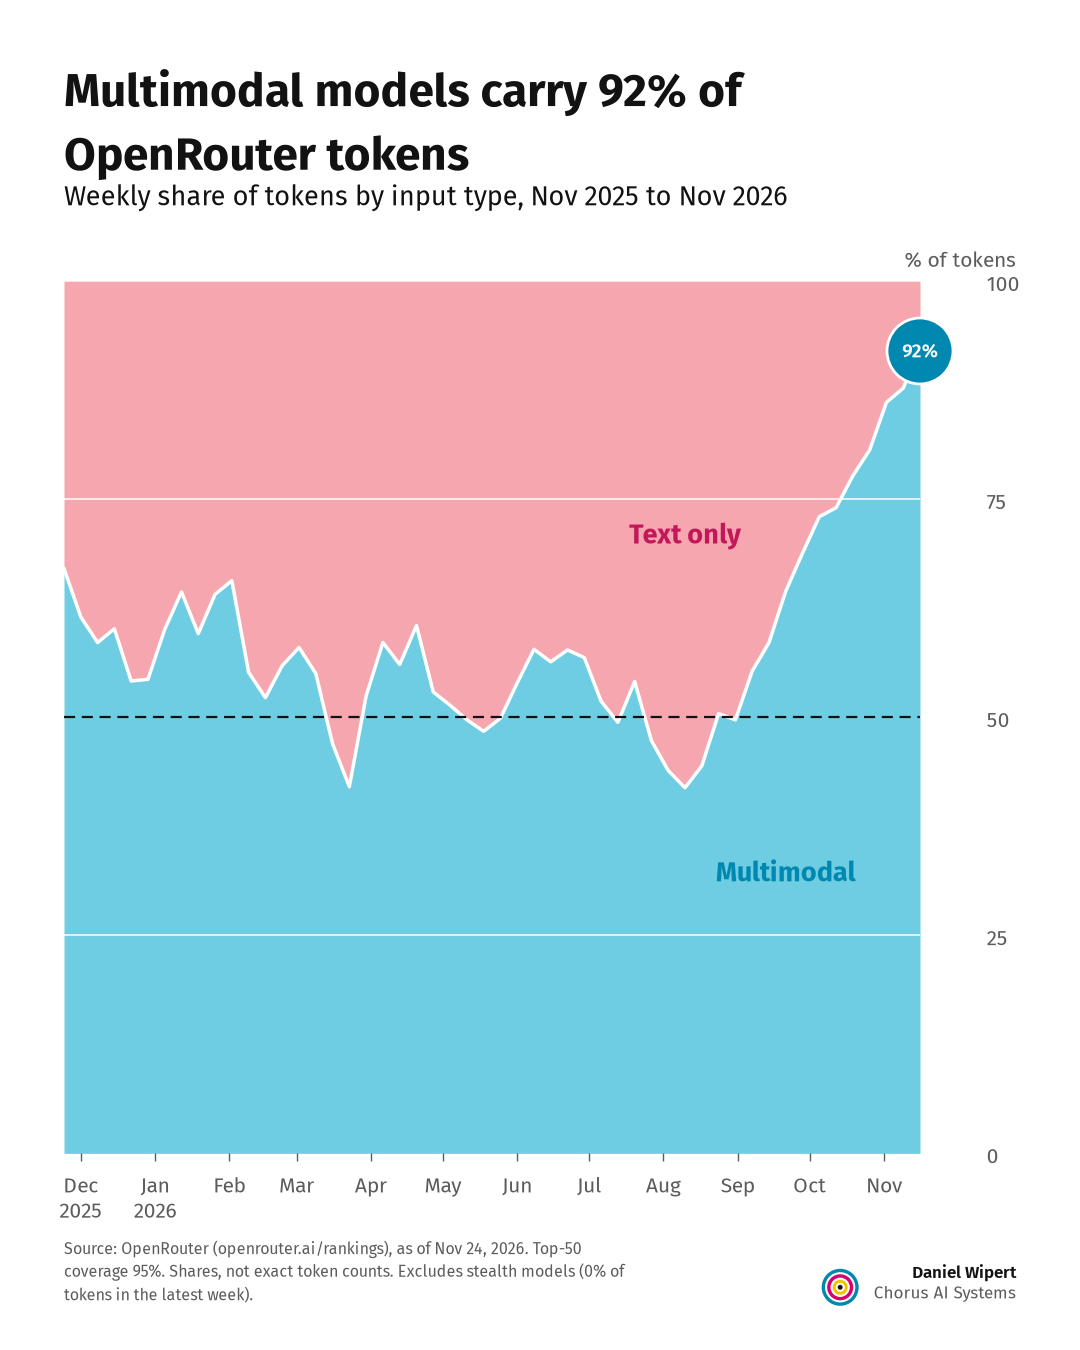 Multimodal models carry 92% of
OpenRouter tokens
Weekly share of tokens by input type, Nov 2025 to Nov 2026
% of tokens
100
92%
75
Text only
50
Multimodal
25
0
Dec Jan Feb Mar Apr May Jun Jul Aug Sep Oct Nov
2025 2026
Source: OpenRouter (openrouter.ai/rankings), as of Nov 24, 2026. Top-50
coverage 95%. Shares, not exact token counts. Excludes stealth models (0% of
tokens in the latest week).
Daniel Wipert
Chorus AI Systems